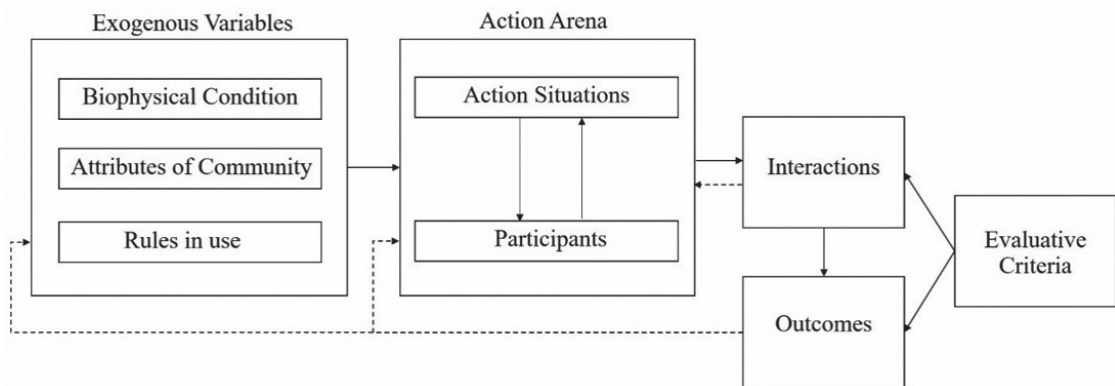 Exogenous Variables
Biophysical Condition
Attributes of Community
Rules in use
Action Arena
Action Situations
Participants
Interactions
Outcomes
Evaluative
Criteria